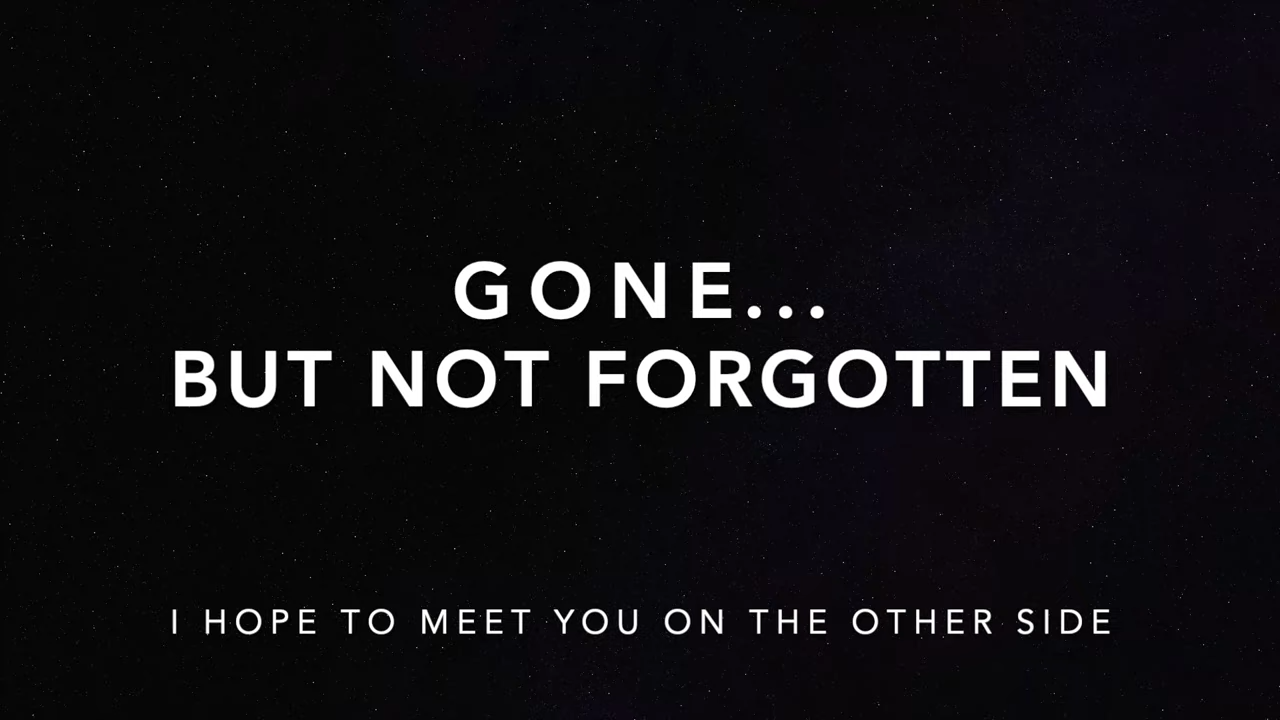 GONE...
BUT NOT FORGOTTEN
I HOPE TO MEET YOU ON THE OTHER SIDE